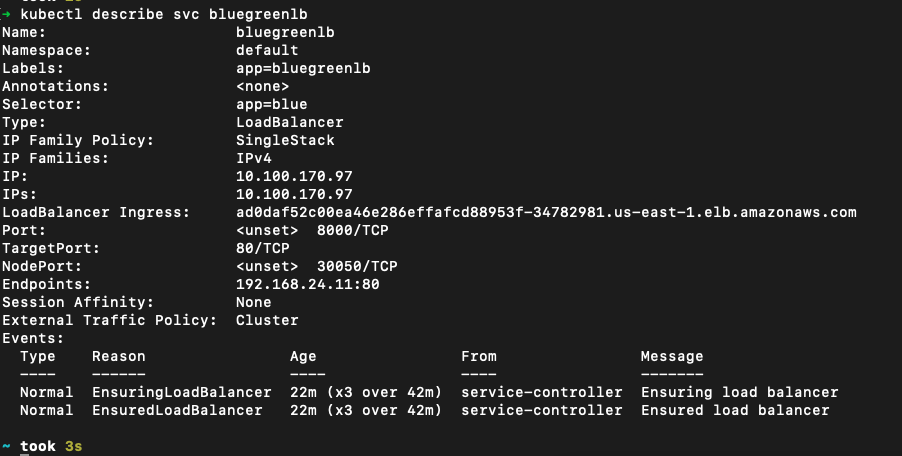 → kubectl describe svc bluegreenlb
Name: bluegreenlb
Namespace: default
Labels: app=bluegreenlb
Annotations: <none>
Selector: app=blue
Type: LoadBalancer
IP Family Policy: SingleStack
IP Families: IPv4
IP: 10.100.170.97
IPs: 10.100.170.97
LoadBalancer Ingress: ad0daf52c00ea46e286effafcd88953f-34782981.us-east-1.elb.amazonaws.com
Port: <unset> 8000/TCP
TargetPort: 80/TCP
NodePort: <unset> 30050/TCP
Endpoints: 192.168.24.11:80
Session Affinity: None
External Traffic Policy: Cluster
Events:
Type Reason Age From Message
---- ------ ---- ---- -------
Normal EnsuringLoadBalancer 22m (x3 over 42m) service-controller Ensuring load balancer
Normal EnsuredLoadBalancer 22m (x3 over 42m) service-controller Ensured load balancer
~ took 3s